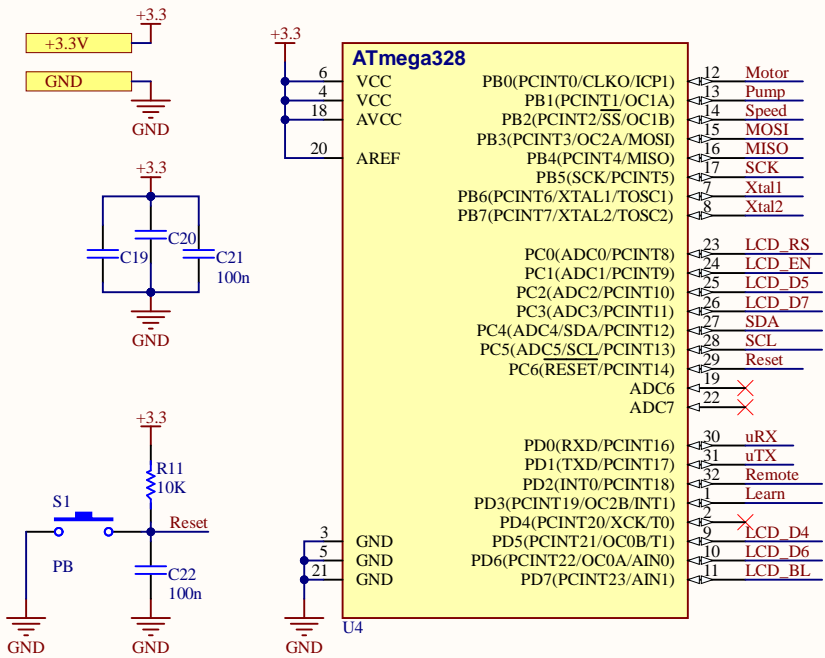 +3.3
+3.3V
GND
GND
+3.3
C19
C20
C21
100n
GND
+3.3
R11
10K
S1
PB
Reset
C22
100n
GND
GND
+3.3
ATmega328
6 VCC
4 VCC
18 AVCC
20 AREF
3 GND
5 GND
21 GND
GND
U4
PB0(PCINT0/CLKO/ICP1) 12 Motor
PB1(PCINT1/OC1A) 13 Pump
PB2(PCINT2/SS/OC1B) 14 Speed
PB3(PCINT3/OC2A/MOSI) 15 MOSI
PB4(PCINT4/MISO) 16 MISO
PB5(SCK/PCINT5) 17 SCK
PB6(PCINT6/XTAL1/TOSC1) 7 Xtal1
PB7(PCINT7/XTAL2/TOSC2) 8 Xtal2
PC0(ADC0/PCINT8) 23 LCD_RS
PC1(ADC1/PCINT9) 24 LCD_EN
PC2(ADC2/PCINT10) 25 LCD_D5
PC3(ADC3/PCINT11) 26 LCD_D7
PC4(ADC4/SDA/PCINT12) 27 SDA
PC5(ADC5/SCL/PCINT13) 28 SCL
PC6(RESET/PCINT14) 29 Reset
ADC6 19
ADC7 22
PD0(RXD/PCINT16) 30 uRX
PD1(TXD/PCINT17) 31 uTX
PD2(INT0/PCINT18) 32 Remote
PD3(PCINT19/OC2B/INT1) 1 Learn
PD4(PCINT20/XCK/T0) 2
PD5(PCINT21/OC0B/T1) 9 LCD_D4
PD6(PCINT22/OC0A/AIN0) 10 LCD_D6
PD7(PCINT23/AIN1) 11 LCD_BL